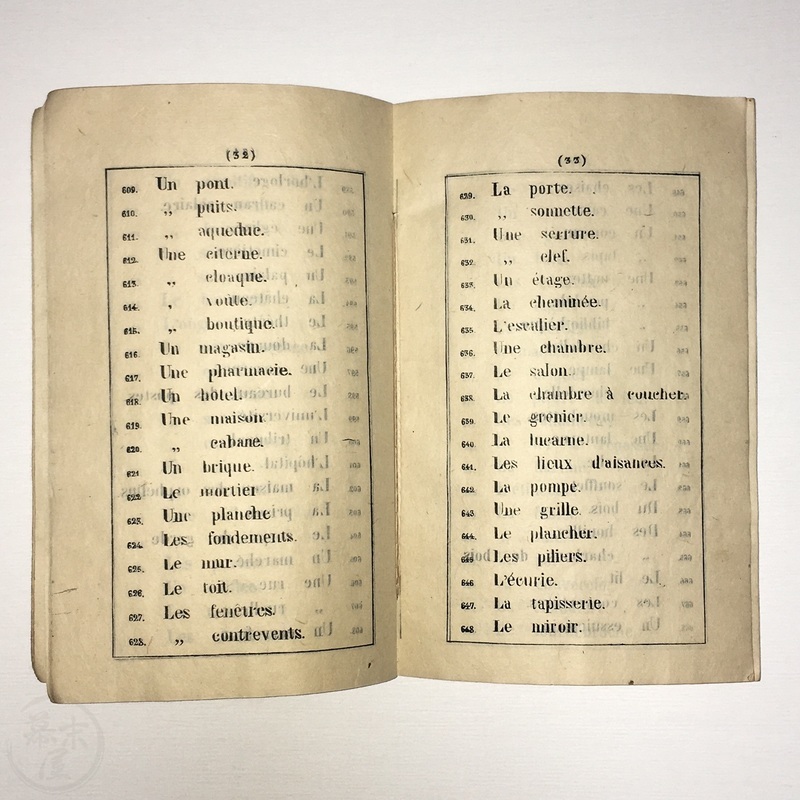 (32)
609. Un pont.
610. „ puits.
611. „ aqueduc.
612. Une citerne.
613. „ cloaque.
614. „ voûte.
615. „ boutique.
616. Un magasin.
617. Une pharmacie.
618. Un hôtel.
619. Une maison.
620. „ cabane.
621 Un brique.
622. Le mortier
623. Une planche
624. Les fondements.
625. Le mur.
626. Le toit.
627. Les fenêtres.
628. „ contrevents.
(33)
629. La porte.
630. „ sonnette.
631. Une serrure.
632. „ clef.
633. Un étage.
634. La cheminée.
635. L'escalier.
636. Une chambre.
637. Le salon.
638. La chambre à coucher.
639. Le grenier.
640. La lucarne.
641. Les lieux d'aisances.
642. La pompe.
643. Une grille.
644. Le plancher.
645 Les piliers.
646 L'écurie.
647. La tapisserie.
648. Le miroir.
幕末屋